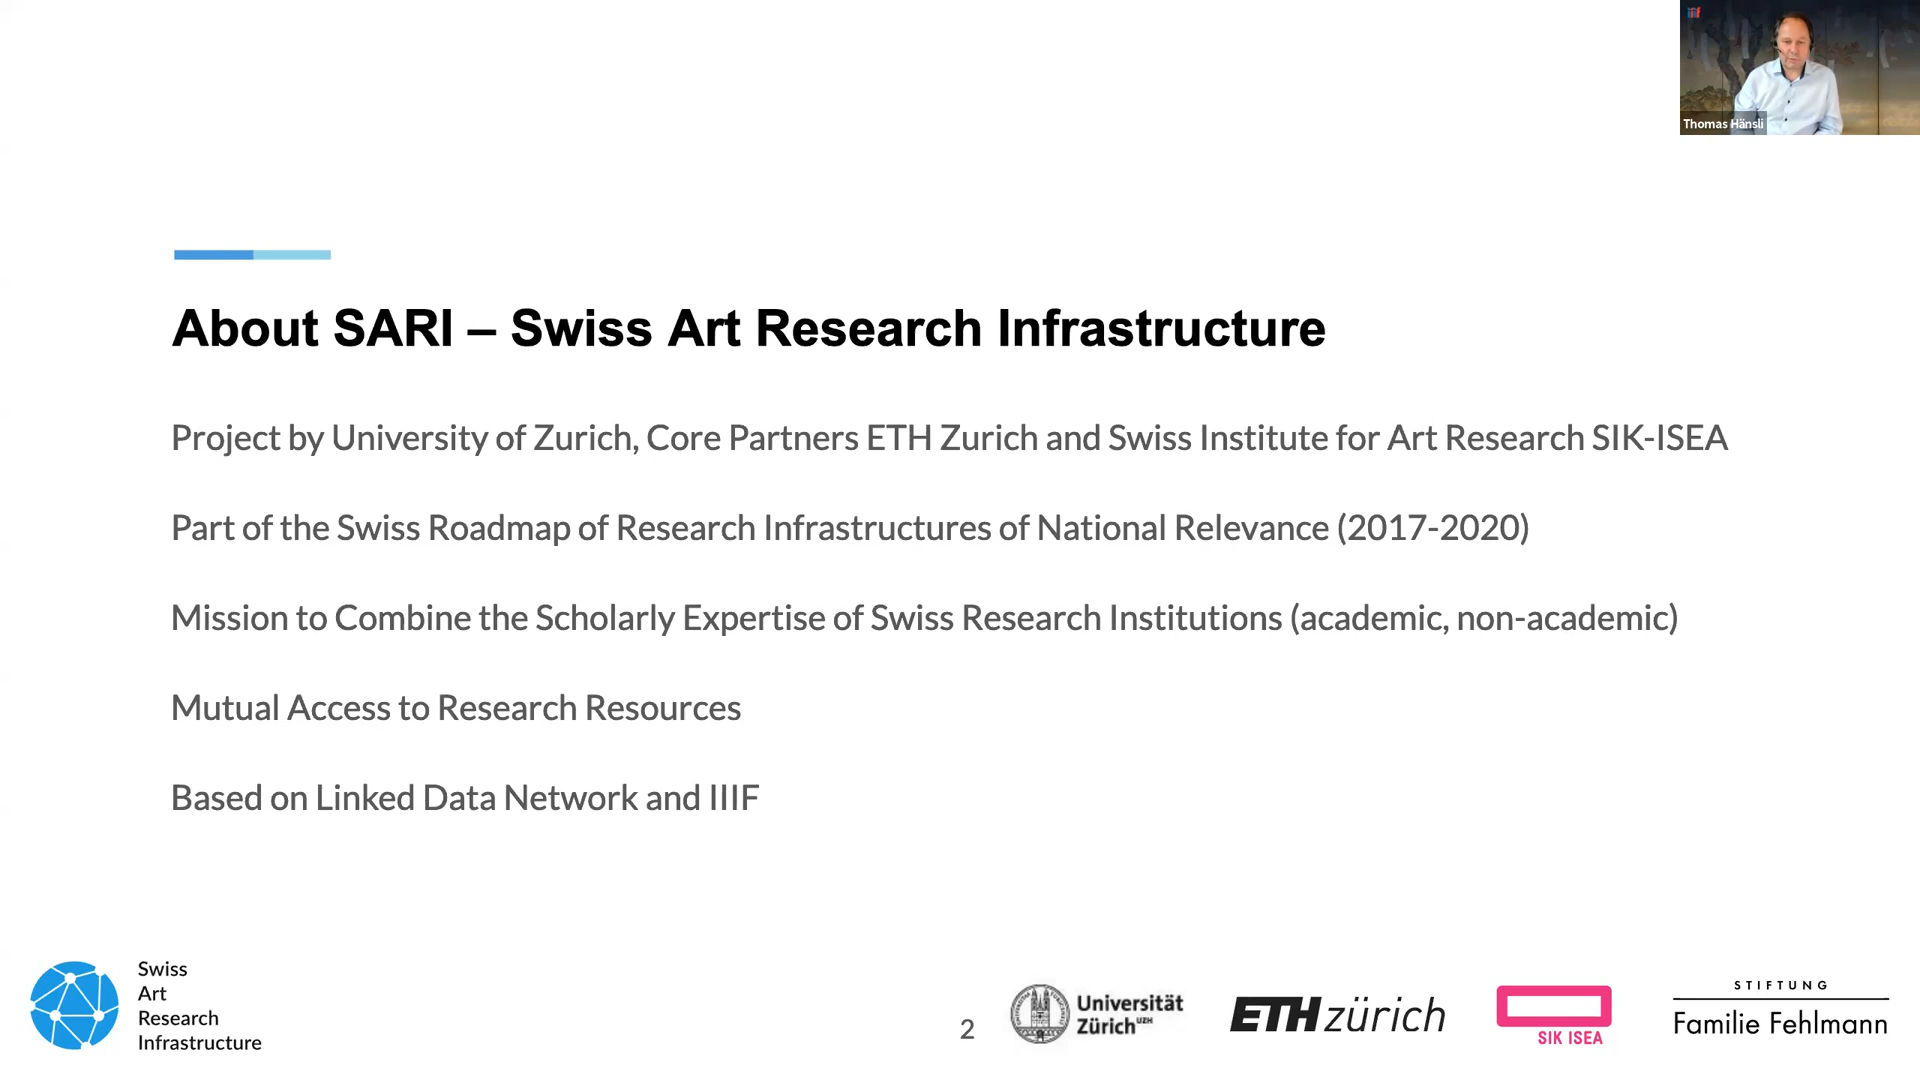 iiif
Thomas Hänsli
About SARI – Swiss Art Research Infrastructure
Project by University of Zurich, Core Partners ETH Zurich and Swiss Institute for Art Research SIK-ISEA
Part of the Swiss Roadmap of Research Infrastructures of National Relevance (2017-2020)
Mission to Combine the Scholarly Expertise of Swiss Research Institutions (academic, non-academic)
Mutual Access to Research Resources
Based on Linked Data Network and IIIF
Swiss
Art
Research
Infrastructure
2
Universität
Zürich UZH
ETH zürich
SIK ISEA
STIFTUNG
Familie Fehlmann